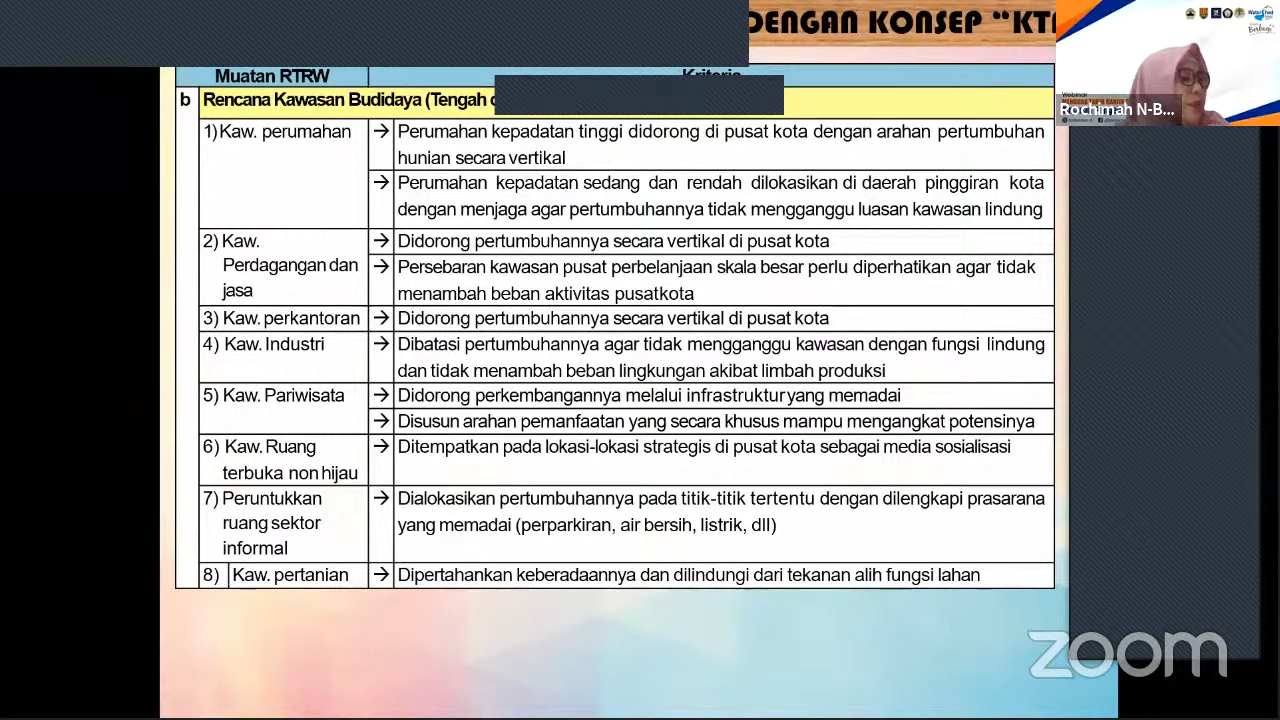 DENGAN KONSEP “KT
Muatan RTRW
Kriteria
b Rencana Kawasan Budidaya (Tengah
1) Kaw. perumahan
→ Perumahan kepadatan tinggi didorong di pusat kota dengan arahan pertumbuhan
hunian secara vertikal
→ Perumahan kepadatan sedang dan rendah dilokasikan di daerah pinggiran kota
dengan menjaga agar pertumbuhannya tidak mengganggu luasan kawasan lindung
2) Kaw.
Perdagangan dan
jasa
→ Didorong pertumbuhannya secara vertikal di pusat kota
→ Persebaran kawasan pusat perbelanjaan skala besar perlu diperhatikan agar tidak
menambah beban aktivitas pusatkota
3) Kaw. perkantoran
→ Didorong pertumbuhannya secara vertikal di pusat kota
4) Kaw. Industri
→ Dibatasi pertumbuhannya agar tidak mengganggu kawasan dengan fungsi lindung
dan tidak menambah beban lingkungan akibat limbah produksi
5) Kaw. Pariwisata
→ Didorong perkembangannya melalui infrastrukturyang memadai
→ Disusun arahan pemanfaatan yang secara khusus mampu mengangkat potensinya
6) Kaw. Ruang
terbuka non hijau
→ Ditempatkan pada lokasi-lokasi strategis di pusat kota sebagai media sosialisasi
7) Peruntukkan
ruang sektor
informal
→ Dialokasikan pertumbuhannya pada titik-titik tertentu dengan dilengkapi prasarana
yang memadai (perparkiran, air bersih, listrik, dll)
8) Kaw. pertanian
→ Dipertahankan keberadaannya dan dilindungi dari tekanan alih fungsi lahan
Webinar
Rochimah N-B...
zoom